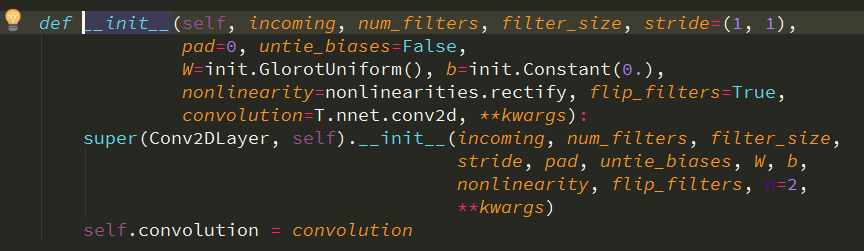 def __init__(self, incoming, num_filters, filter_size, stride=(1, 1),
pad=0, untie_biases=False,
W=init.GlorotUniform(), b=init.Constant(0.),
nonlinearity=nonlinearities.rectify, flip_filters=True,
convolution=T.nnet.conv2d, **kwargs):
super(Conv2DLayer, self).__init__(incoming, num_filters, filter_size,
stride, pad, untie_biases, W, b,
nonlinearity, flip_filters, n=2,
**kwargs)
self.convolution = convolution